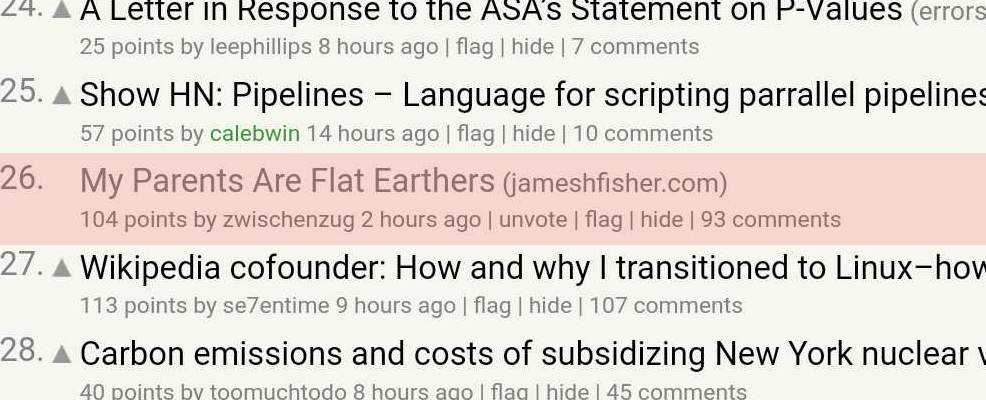 24. ▲ A Letter in Response to the ASA's Statement on P-Values (errors
25 points by leephillips 8 hours ago | flag | hide | 7 comments
25. ▲ Show HN: Pipelines – Language for scripting parrallel pipelines
57 points by calebwin 14 hours ago | flag | hide | 10 comments
26. My Parents Are Flat Earthers (jameshfisher.com)
104 points by zwischenzug 2 hours ago | unvote | flag | hide | 93 comments
27. ▲ Wikipedia cofounder: How and why I transitioned to Linux–how
113 points by se7entime 9 hours ago | flag | hide | 107 comments
28. ▲ Carbon emissions and costs of subsidizing New York nuclear
40 points by toomuchtodo 8 hours ago | flag | hide | 45 comments